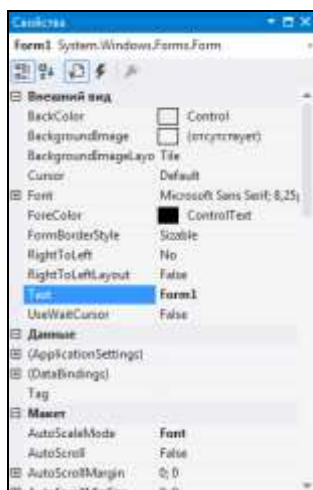 Свойства
Form1 System.Windows.Forms.Form
Внешний вид
BackColor Control
BackgroundImage (отсутствует)
BackgroundImageLayo Tile
Cursor Default
Font Microsoft Sans Serif; 8,25
ForeColor ControlText
FormBorderStyle Sizable
RightToLeft No
RightToLeftLayout False
Text Form1
UseWaitCursor False
Данные
(ApplicationSettings)
(DataBindings)
Tag
Макет
AutoScaleMode Font
AutoScroll False
AutoScrollMargin 0; 0